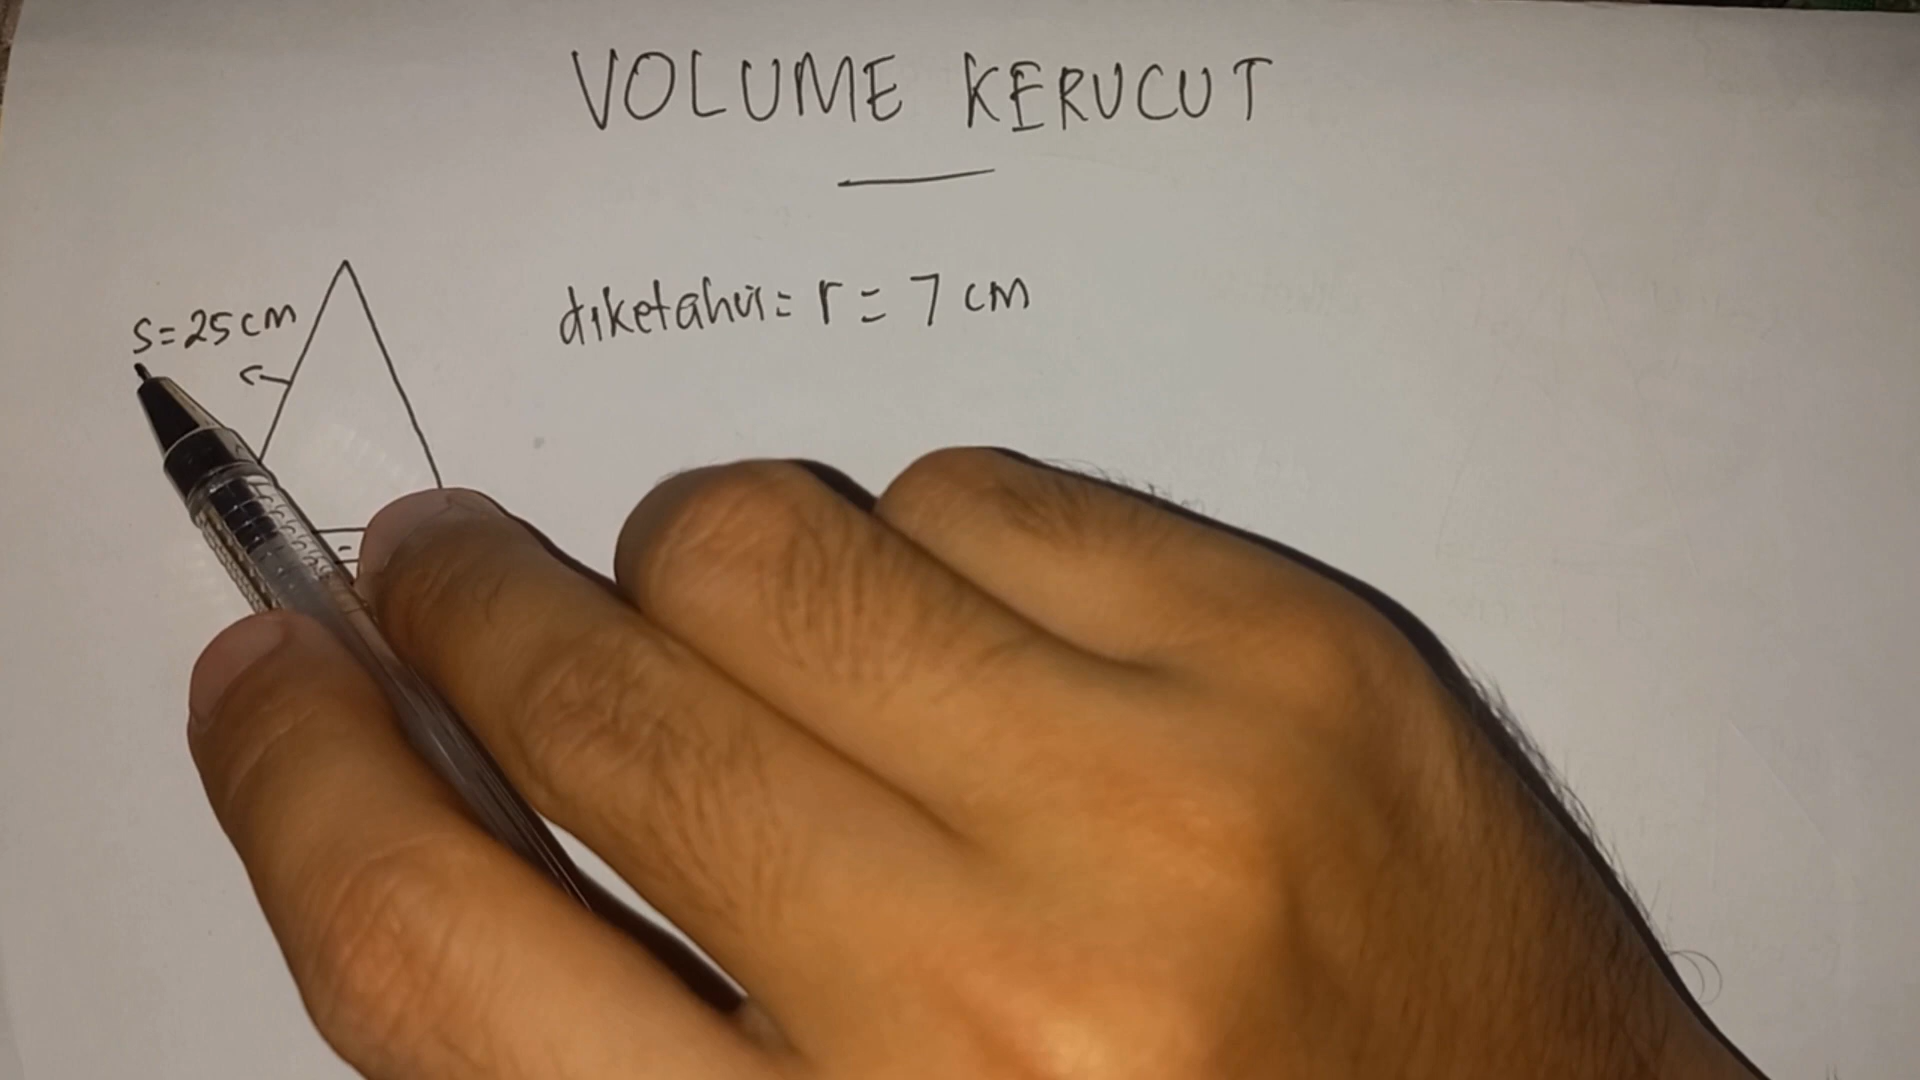 VOLUME KERUCUT
diketahui = r = 7 cm
S = 25 cm